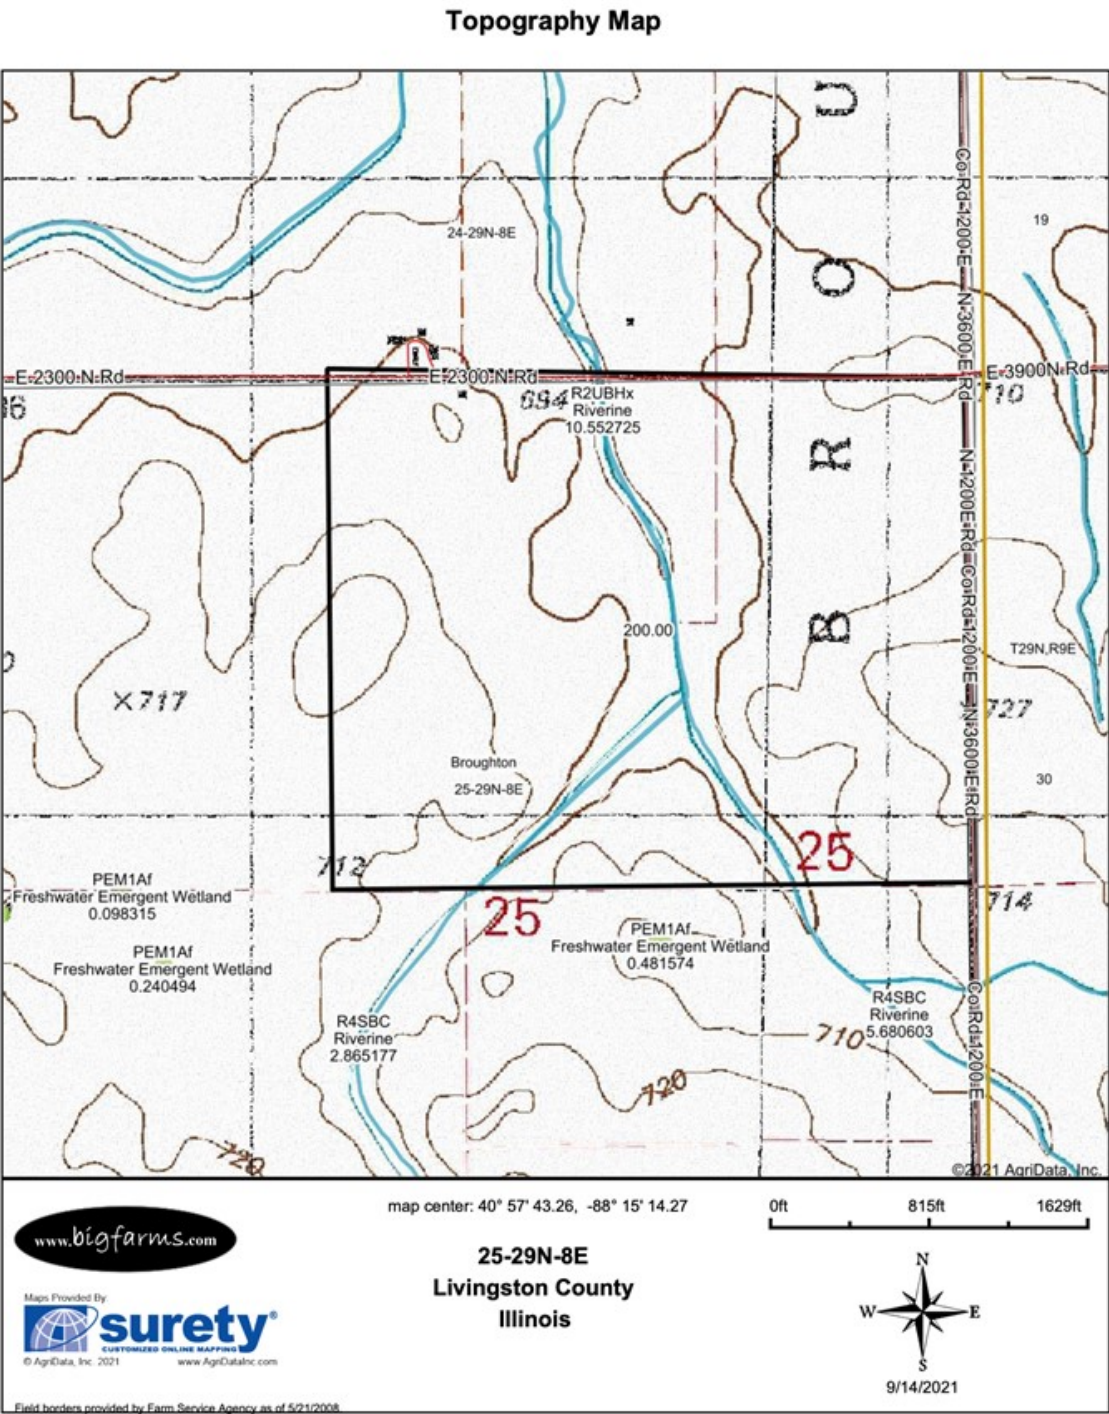 Topography Map
U
Co Rd 1200 E
19
24-29N-8E
O
N 3600 E Rd
E 2300 N Rd
E 2300 N Rd
E 3900N Rd
694
R2UBHx
Riverine
10.552725
710
R
N 1200E Rd
Co Rd 1200 E
B
200.00
T29N,R9E
X 717
727
N 3600 E Rd
Broughton
25-29N-8E
30
712
25
PEM1Af
Freshwater Emergent Wetland
0.098315
714
25
PEM1Af
Freshwater Emergent Wetland
0.481574
PEM1Af
Freshwater Emergent Wetland
0.240494
R4SBC
Riverine
5.680603
R4SBC
Riverine
2.865177
710
Co Rd 1200 E
720
720
©2021 AgriData, Inc.
map center: 40° 57' 43.26, -88° 15' 14.27
0ft 815ft 1629ft
www.bigfarms.com
25-29N-8E
Livingston County
Illinois
N
W E
S
Maps Provided By:
surety®
CUSTOMIZED ONLINE MAPPING
© AgriData, Inc. 2021 www.AgriDataInc.com
9/14/2021
Field borders provided by Farm Service Agency as of 5/21/2008.